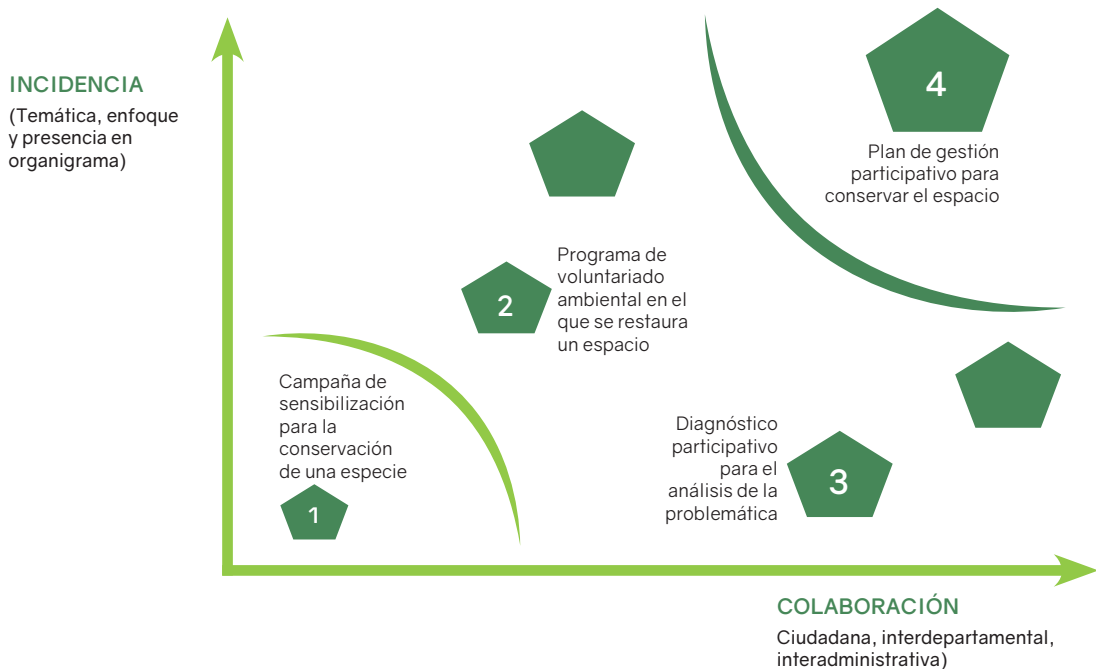 INCIDENCIA
(Temática, enfoque
y presencia en
organigrama)
4
Plan de gestión
participativo para
conservar el espacio
2
Programa de
voluntariado
ambiental en el
que se restaura
un espacio
Campaña de
sensibilización
para la
conservación
de una especie
1
Diagnóstico
participativo
para el
análisis de la
problemática
3
COLABORACIÓN
Ciudadana, interdepartamental,
interadministrativa)